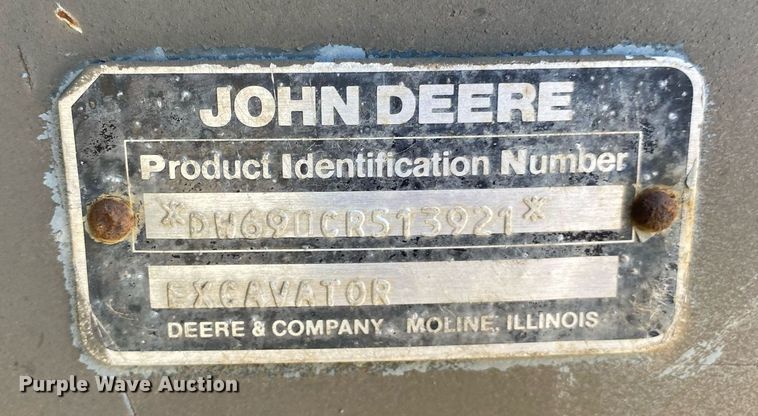 JOHN DEERE
Product Identification Number
*DW690CR513921*
EXCAVATOR
DEERE & COMPANY MOLINE, ILLINOIS
Purple Wave Auction